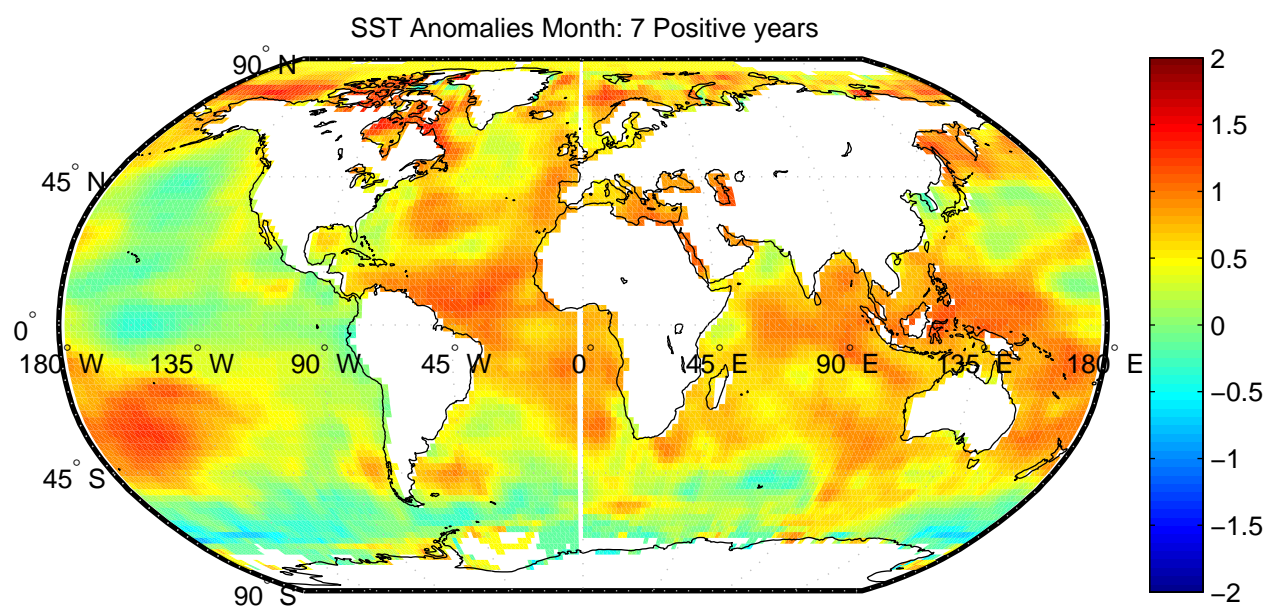 SST Anomalies Month: 7 Positive years
90° N
45° N
0°
180° W 135° W 90° W 45° W 0° 45° E 90° E 135° E 180° E
45° S
90° S
2
1.5
1
0.5
0
−0.5
−1
−1.5
−2